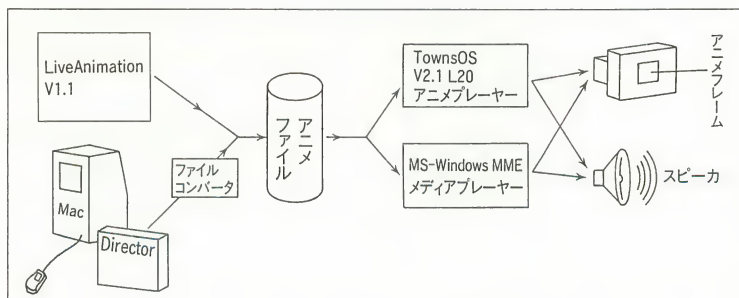 LiveAnimation
V1.1
Mac
Director
ファイル
コンバータ
アニメ
ファイル
TownsOS
V2.1 L20
アニメプレーヤー
MS-Windows MME
メディアプレーヤー
アニメフレーム
スピーカ